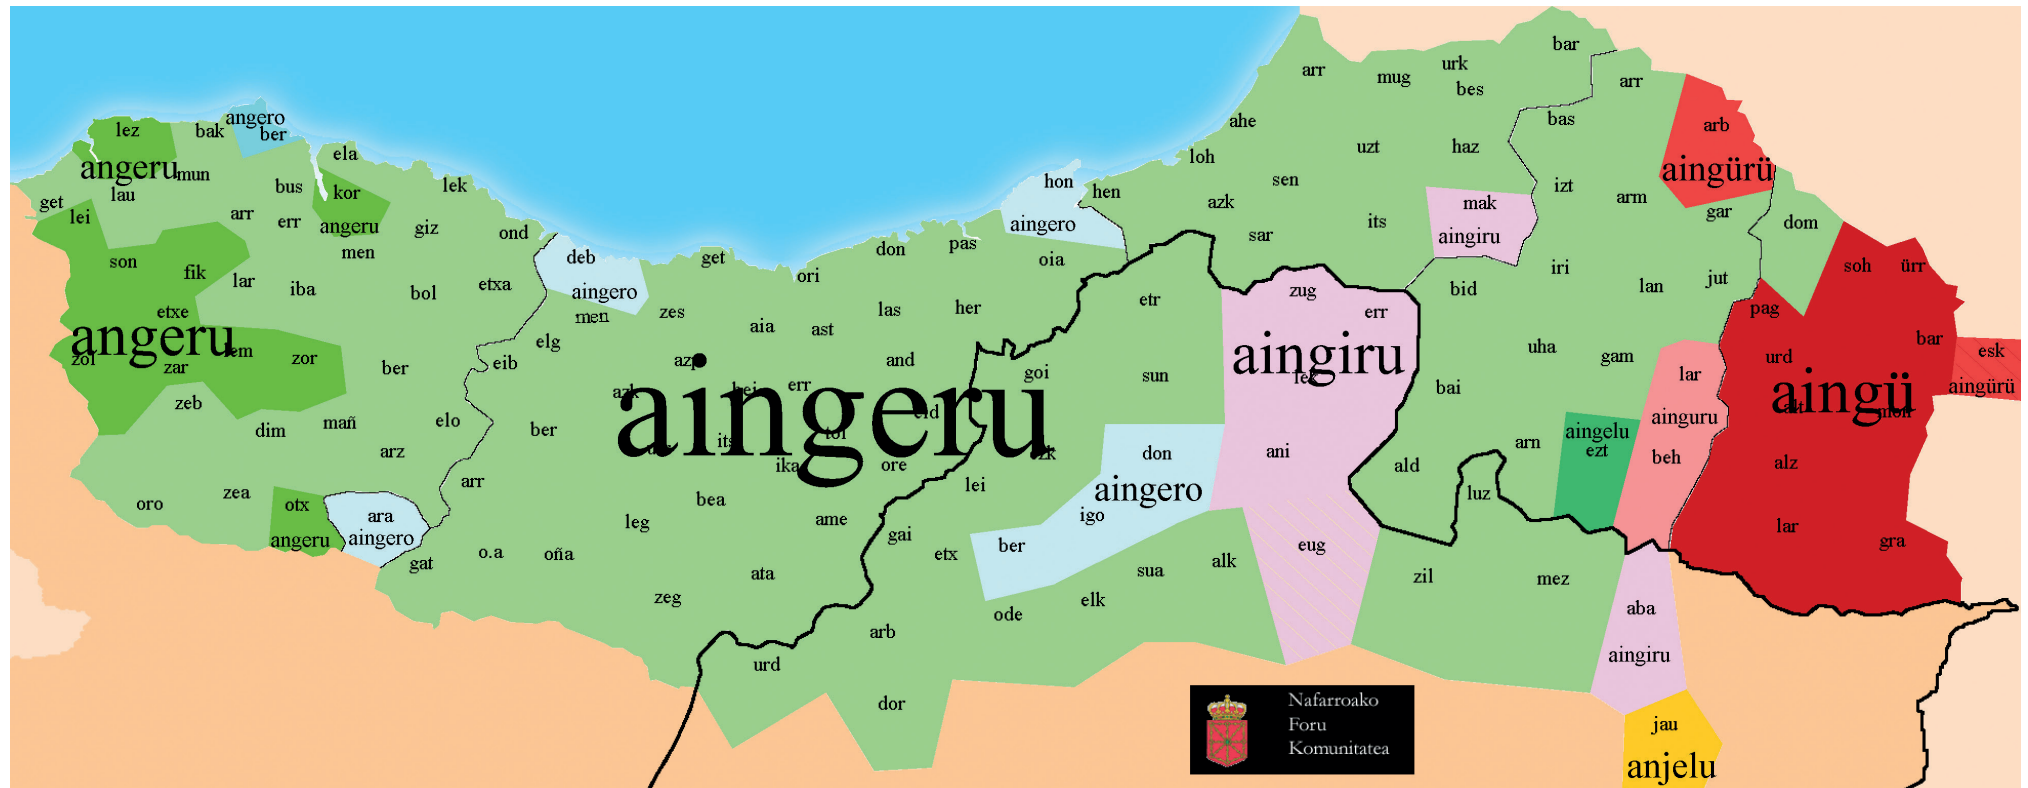 bar
urk
arr
mug
bes
arr
angero
lez
bak
ber
ahe
bas
arb
ela
uzt
haz
loh
angeru
mun
aingürü
hon
bus
kor
lek
hen
sen
izt
lau
get
azk
mak
arm
lei
arr
err
angeru
giz
ond
aingero
sar
its
aingiru
gar
dom
men
don
pas
son
fik
deb
get
oia
iri
soh
ürr
lar
iba
bol
etxa
aingero
ori
etr
zug
bid
lan
jut
etxe
men
zes
las
her
err
pag
angeru
aia
ast
bar
zol
zar
zor
elg
eib
and
goi
sun
aingiru
uha
gam
urd
esk
ber
azk
err
bai
lar
aingürü
zeb
aingeru
aingü
dim
mañ
elo
ber
ainguru
arz
ika
ore
don
ani
arn
aingelu
ezt
beh
alz
arr
lei
aingero
ald
luz
oro
zea
otx
ara
bea
leg
ame
igo
lar
angeru
aingero
gai
ber
eug
gra
gat
o.a
oña
etx
ata
sua
alk
zil
mez
zeg
ode
elk
aba
arb
urd
aingiru
dor
jau
anjelu
Nafarroako
Foru
Komunitatea